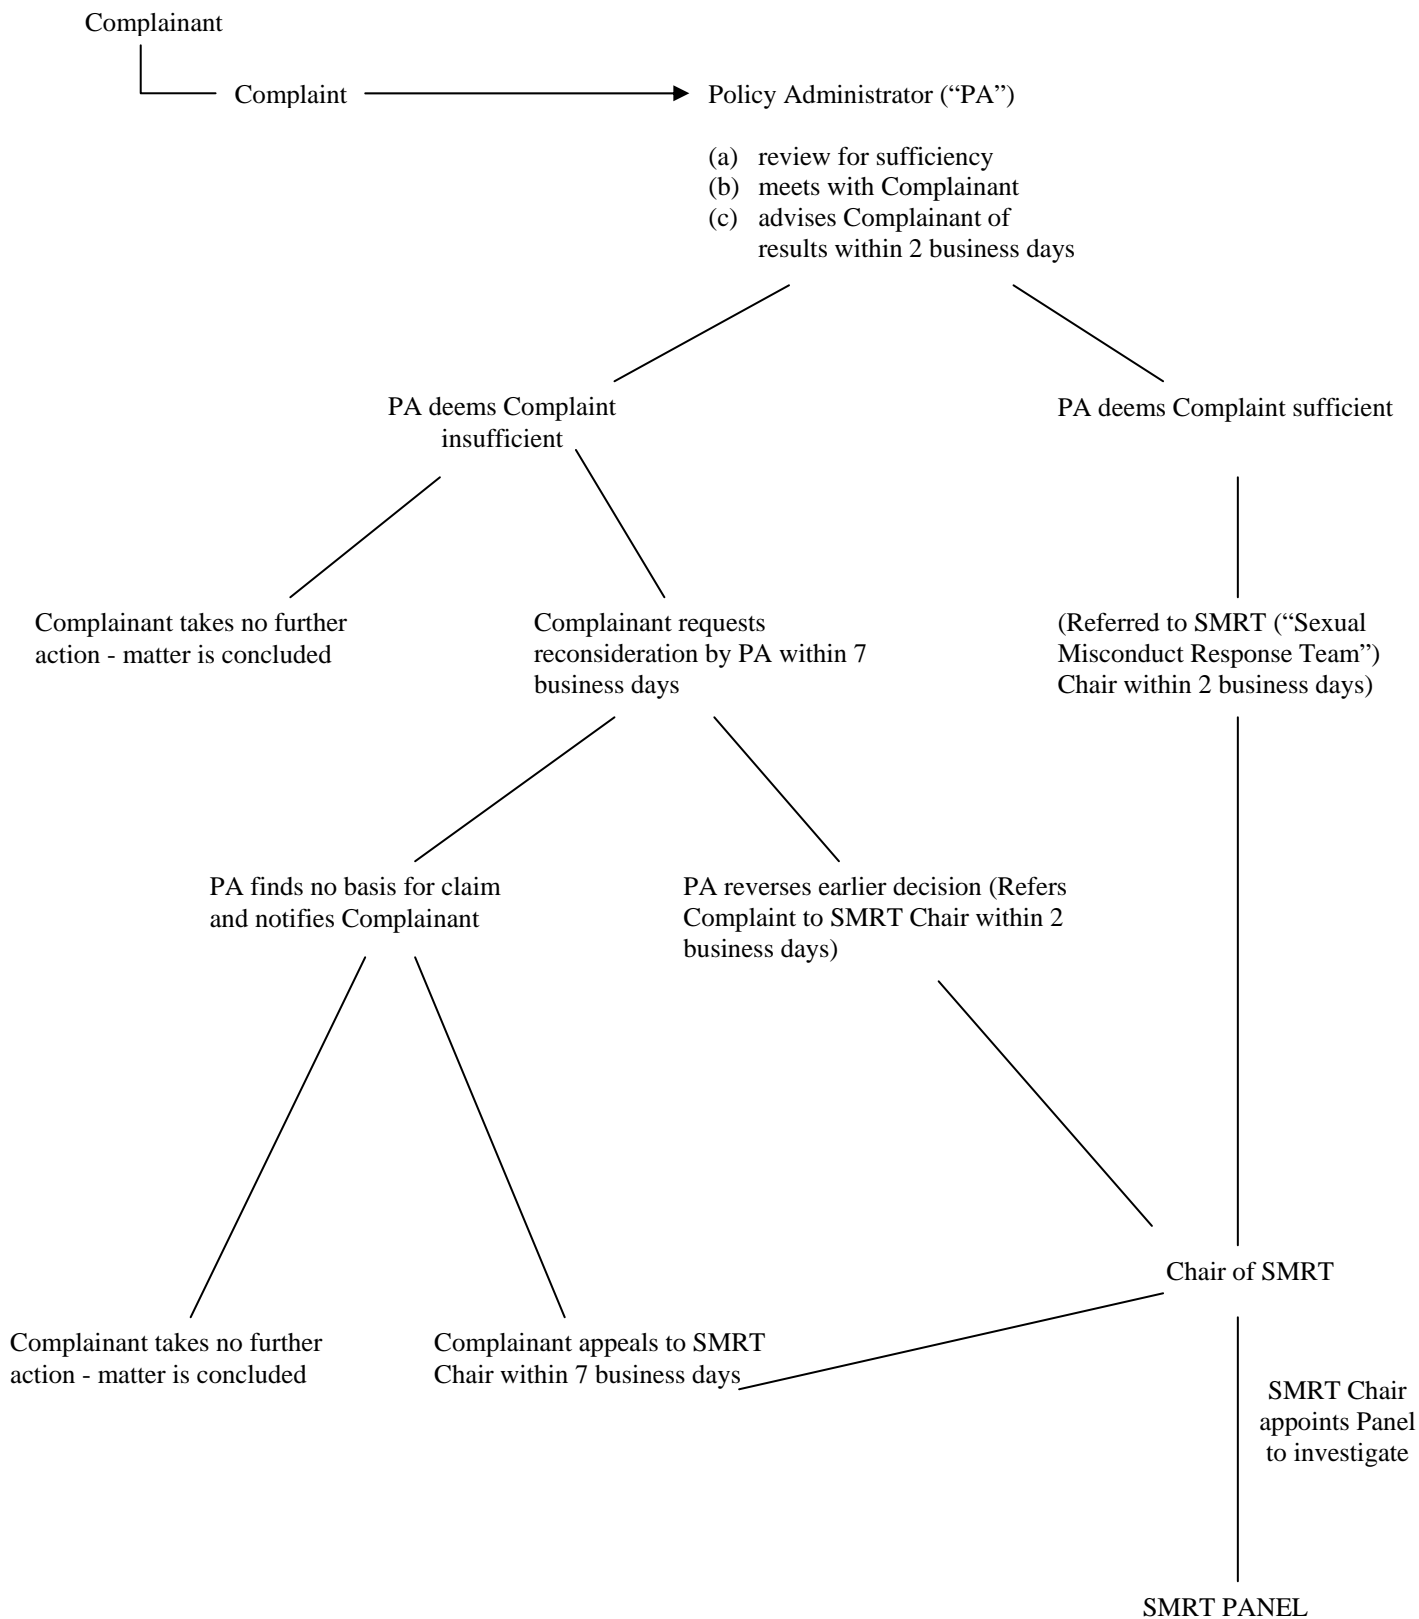 Complainant
Complaint
Policy Administrator (“PA”)
(a) review for sufficiency
(b) meets with Complainant
(c) advises Complainant of
results within 2 business days
PA deems Complaint
insufficient
PA deems Complaint sufficient
Complainant takes no further
action - matter is concluded
Complainant requests
reconsideration by PA within 7
business days
(Referred to SMRT (“Sexual
Misconduct Response Team”)
Chair within 2 business days)
PA finds no basis for claim
and notifies Complainant
PA reverses earlier decision (Refers
Complaint to SMRT Chair within 2
business days)
Chair of SMRT
Complainant takes no further
action - matter is concluded
Complainant appeals to SMRT
Chair within 7 business days
SMRT Chair
appoints Panel
to investigate
SMRT PANEL